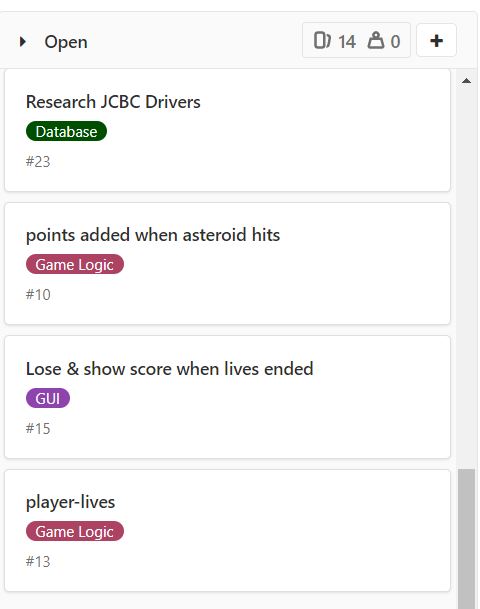 Open 14 0 +
Research JCBC Drivers
Database
#23
points added when asteroid hits
Game Logic
#10
Lose & show score when lives ended
GUI
#15
player-lives
Game Logic
#13